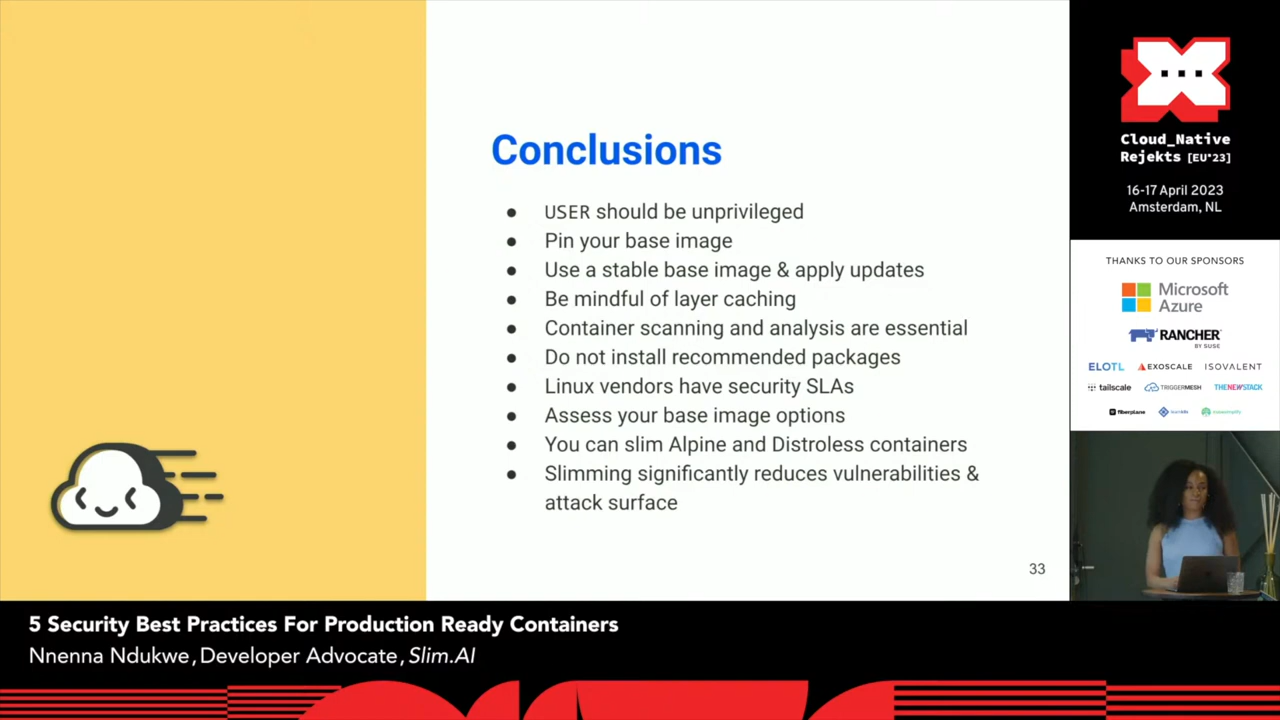 Conclusions
● USER should be unprivileged
● Pin your base image
● Use a stable base image & apply updates
● Be mindful of layer caching
● Container scanning and analysis are essential
● Do not install recommended packages
● Linux vendors have security SLAs
● Assess your base image options
● You can slim Alpine and Distroless containers
● Slimming significantly reduces vulnerabilities &
attack surface
33
Cloud_Native
Rejekts [EU*23]
16-17 April 2023
Amsterdam, NL
THANKS TO OUR SPONSORS
Microsoft
Azure
RANCHER
BY SUSE
ELOTL EXOSCALE ISOVALENT
tailscale TRIGGERMESH THENEWSTACK
fiberplane
5 Security Best Practices For Production Ready Containers
Nnenna Ndukwe, Developer Advocate, Slim.AI